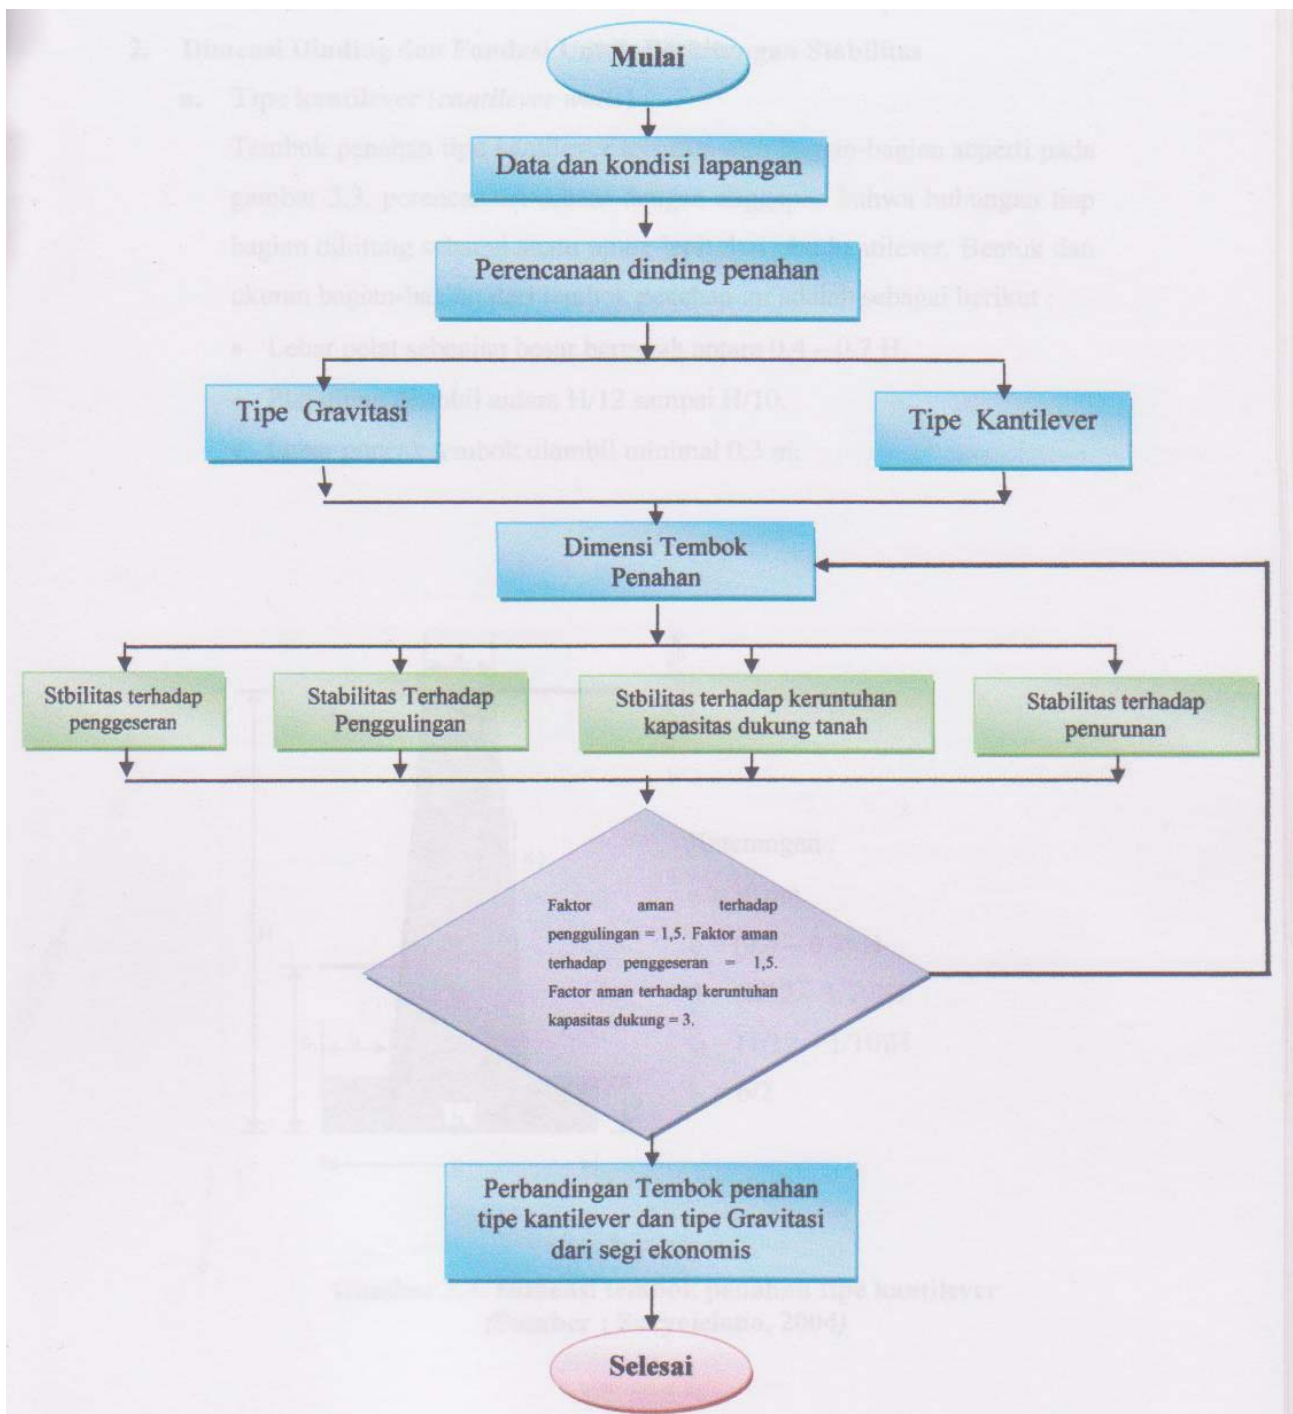 Mulai
Data dan kondisi lapangan
Perencanaan dinding penahan
Tipe Gravitasi
Tipe Kantilever
Dimensi Tembok
Penahan
Stbilitas terhadap
penggeseran
Stabilitas Terhadap
Penggulingan
Stbilitas terhadap keruntuhan
kapasitas dukung tanah
Stabilitas terhadap
penurunan
Faktor aman terhadap
penggulingan = 1,5. Faktor aman
terhadap penggeseran = 1,5.
Factor aman terhadap keruntuhan
kapasitas dukung = 3.
Perbandingan Tembok penahan
tipe kantilever dan tipe Gravitasi
dari segi ekonomis
Selesai